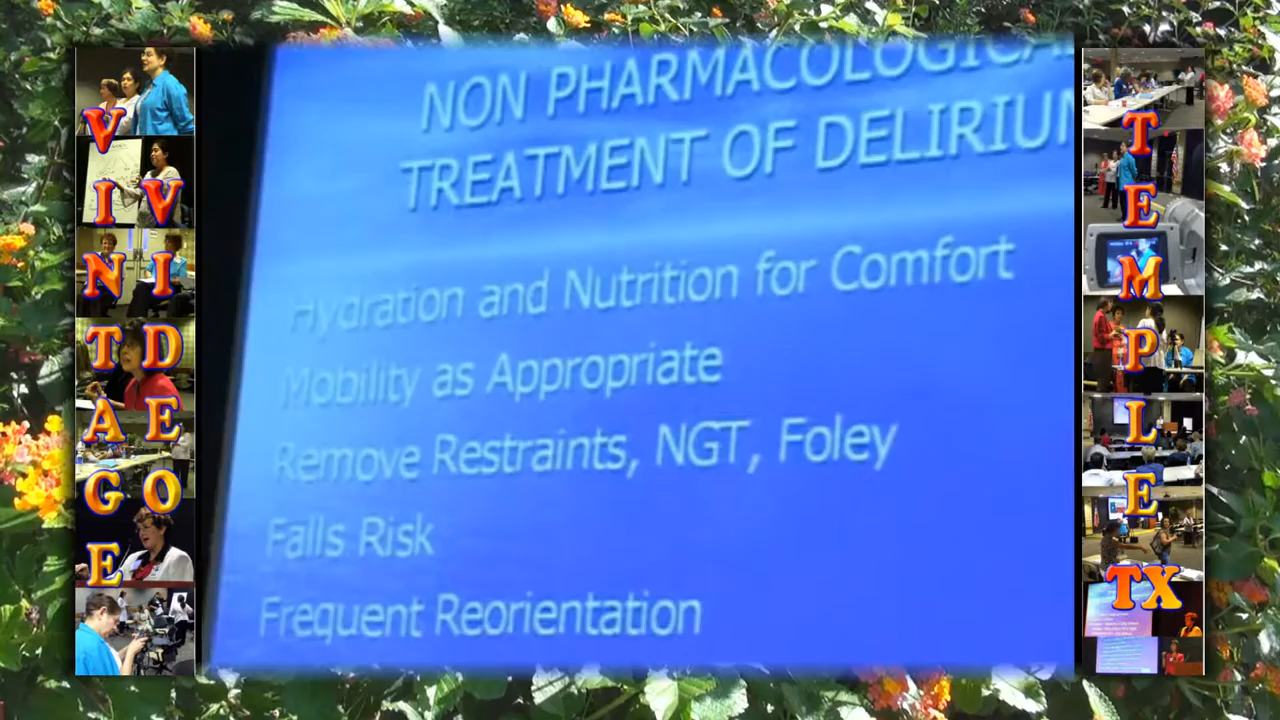 VINTAGE
VIDEO
NON PHARMACOLOGICA
TREATMENT OF DELIRIUM
Hydration and Nutrition for Comfort
Mobility as Appropriate
Remove Restraints, NGT, Foley
Falls Risk
Frequent Reorientation
TEMPLE
TX